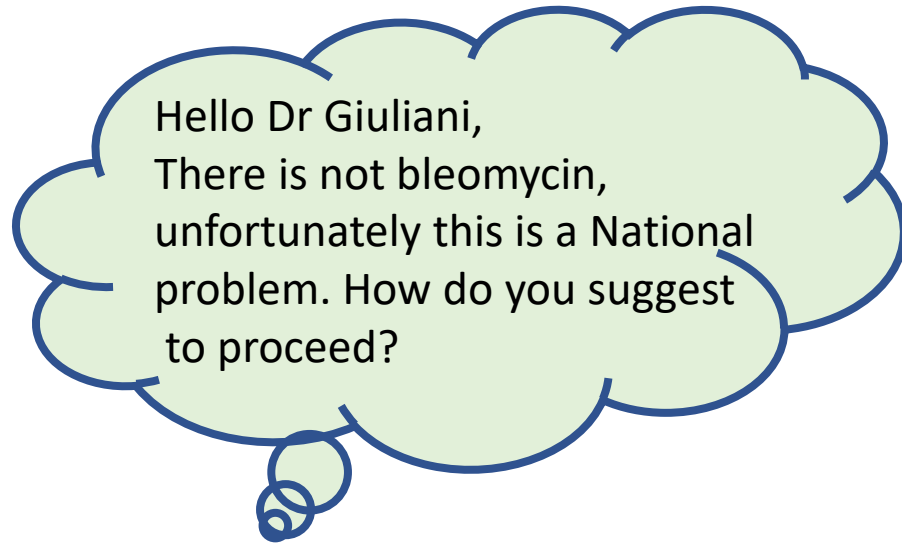 Hello Dr Giuliani,
There is not bleomycin,
unfortunately this is a National
problem. How do you suggest
to proceed?